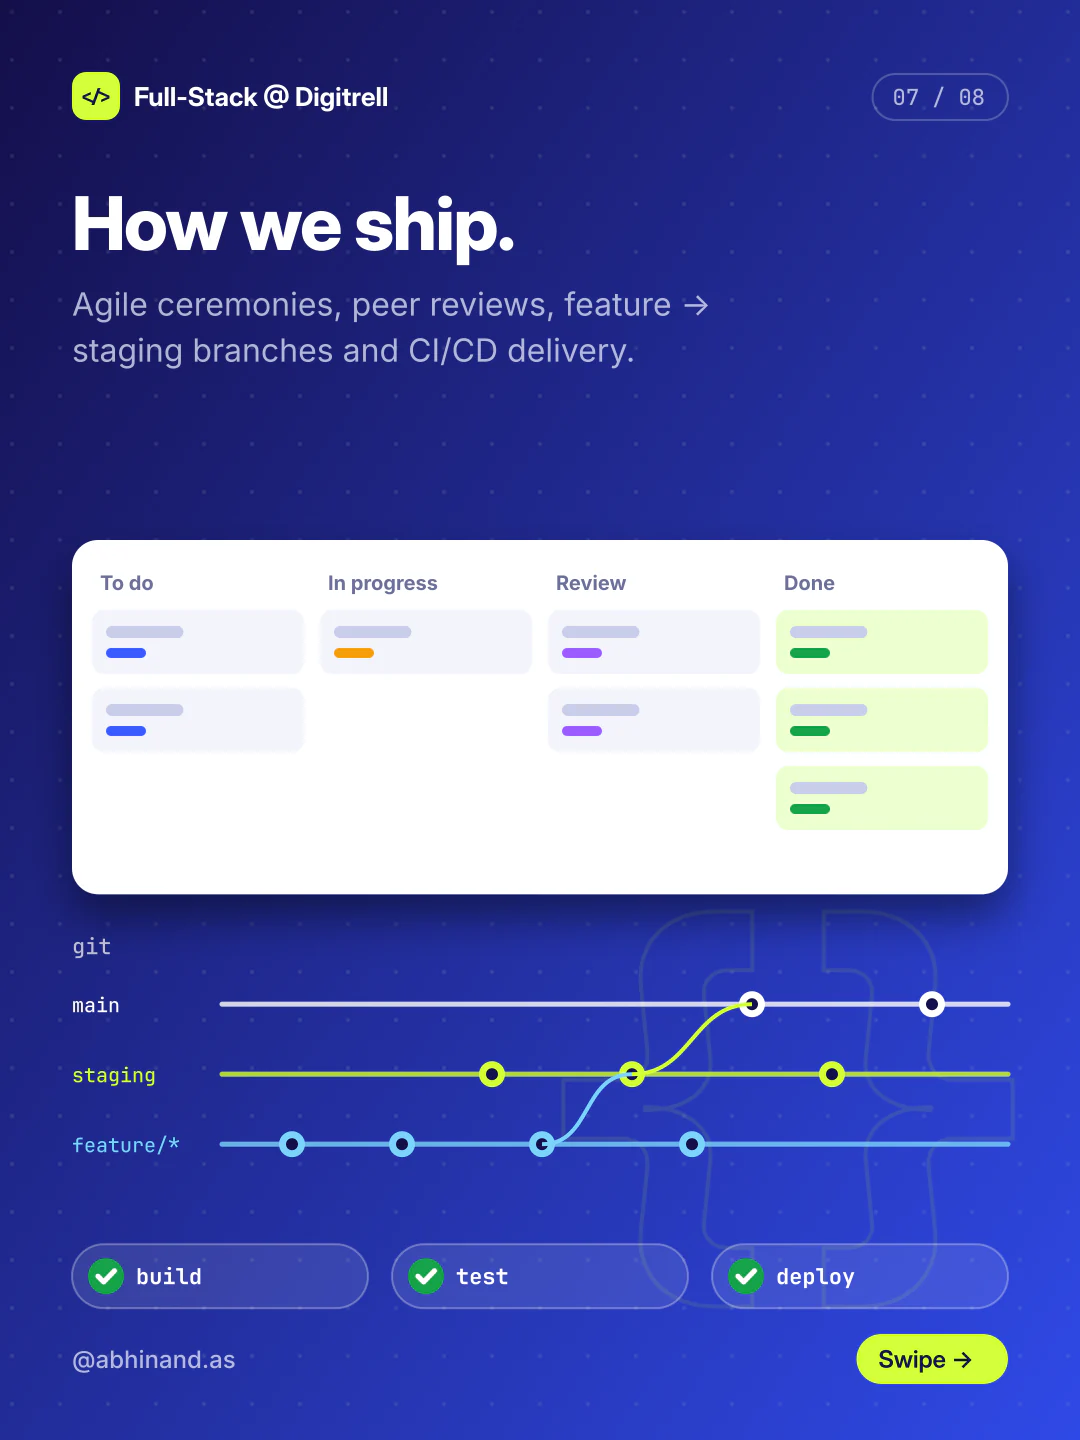 </> Full-Stack @ Digitrell
07 / 08
How we ship.
Agile ceremonies, peer reviews, feature →
staging branches and CI/CD delivery.
To do
In progress
Review
Done
git
main
staging
feature/*
build
test
deploy
@abhinand.as
Swipe →